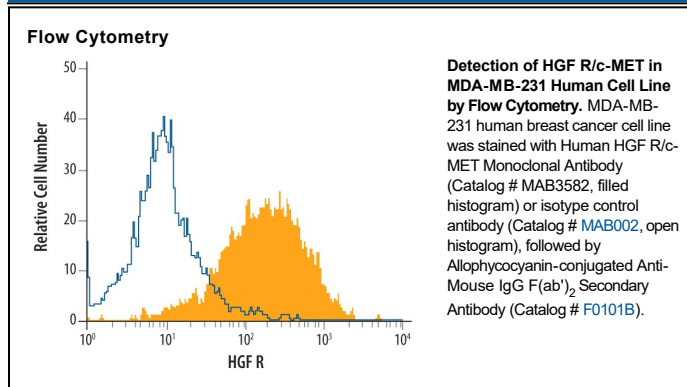 Flow Cytometry
50
40
30
20
10
0
Relative Cell Number
10⁰ 10¹ 10² 10³ 10⁴
HGF R
Detection of HGF R/c-MET in
MDA-MB-231 Human Cell Line
by Flow Cytometry. MDA-MB-
231 human breast cancer cell line
was stained with Human HGF R/c-
MET Monoclonal Antibody
(Catalog # MAB3582, filled
histogram) or isotype control
antibody (Catalog # MAB002, open
histogram), followed by
Allophycocyanin-conjugated Anti-
Mouse IgG F(ab')₂ Secondary
Antibody (Catalog # F0101B).